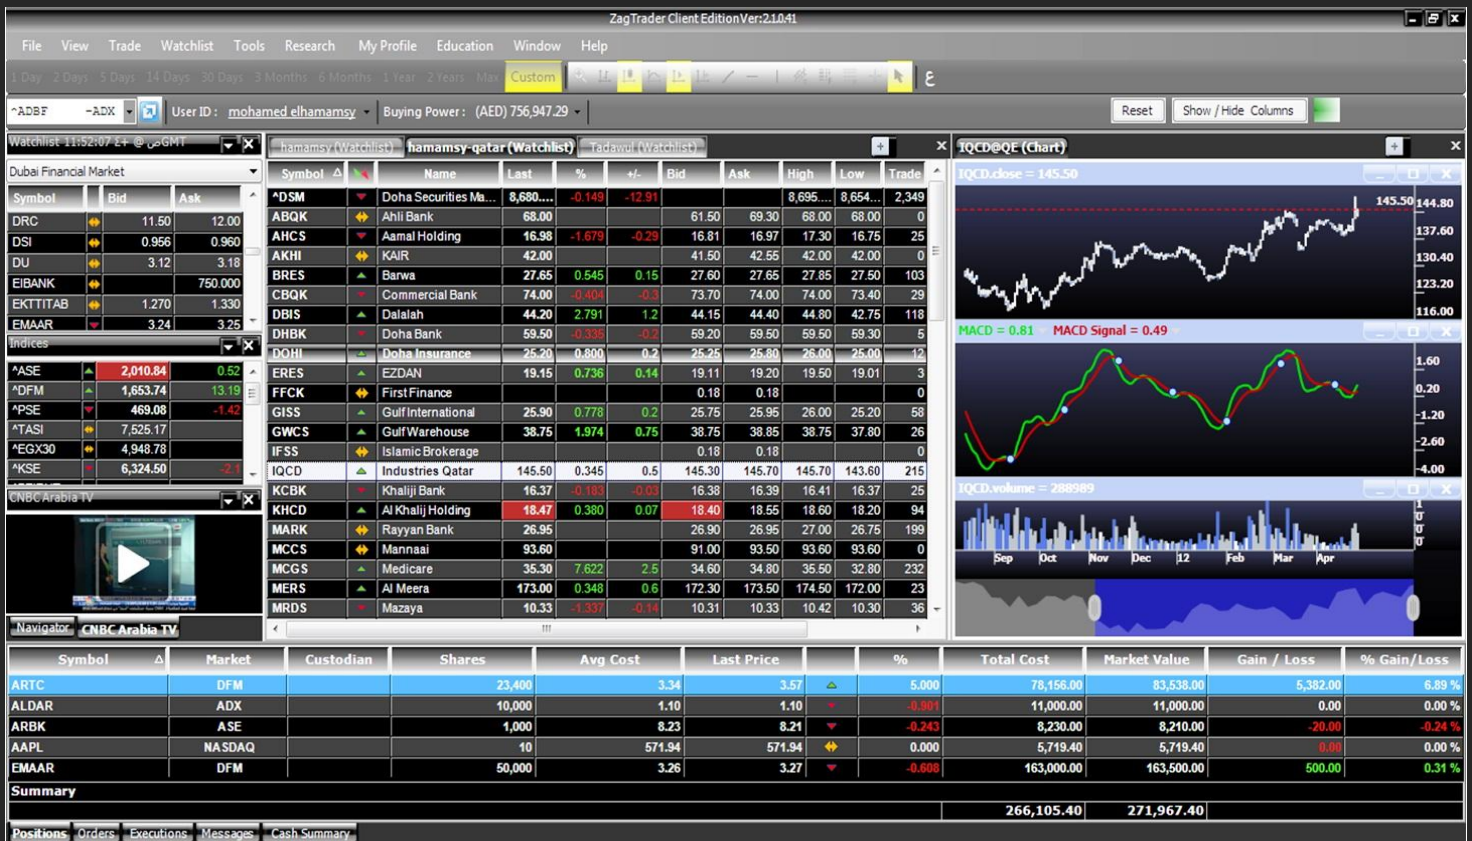 ZagTrader Client EditionVer:2.1.0.41
File View Trade Watchlist Tools Research My Profile Education Window Help
1 Day 2 Days 5 Days 14 Days 30 Days 3 Months 6 Months 1 Year 2 Years Max Custom ع
^ADBF -ADX User ID : mohamed elhamamsy Buying Power : (AED) 756,947.29 Reset Show / Hide Columns
Watchlist 11:52:07
Dubai Financial Market
Symbol Bid Ask
DRC 11.50 12.00
DSI 0.956 0.960
DU 3.12 3.18
EIBANK 750.000
EKTTITAB 1.270 1.330
EMAAR 3.24 3.25
Indices
^ASE 2,010.84 0.52
^DFM 1,653.74 13.19
^PSE 469.08 -1.42
^TASI 7,525.17
^EGX30 4,948.78
^KSE 6,324.50 -2.1
CNBC Arabia TV
Navigator CNBC Arabia TV
hamamsy (Watchlist) hamamsy-qatar (Watchlist) Tadawul (Watchlist)
Symbol Name Last % +/- Bid Ask High Low Trade
^DSM Doha Securities Ma... 8,680.... -0.149 -12.91 8,695.... 8,654... 2,349
ABQK Ahli Bank 68.00 61.50 69.30 68.00 68.00 0
AHCS Aamal Holding 16.98 -1.679 -0.29 16.81 16.97 17.30 16.75 25
AKHI KAIR 42.00 41.50 42.55 42.00 42.00 0
BRES Barwa 27.65 0.545 0.15 27.60 27.65 27.85 27.50 103
CBQK Commercial Bank 74.00 -0.404 -0.3 73.70 74.00 74.00 73.40 29
DBIS Dalalah 44.20 2.791 1.2 44.15 44.40 44.80 42.75 118
DHBK Doha Bank 59.50 -0.335 -0.2 59.20 59.50 59.50 59.30 5
DOHI Doha Insurance 25.20 0.800 0.2 25.25 25.80 26.00 25.00 12
ERES EZDAN 19.15 0.736 0.14 19.11 19.20 19.50 19.01 3
FFCK First Finance 0.18 0.18 0
GISS Gulf International 25.90 0.778 0.2 25.75 25.95 26.00 25.20 58
GWCS Gulf Warehouse 38.75 1.974 0.75 38.75 38.85 38.75 37.80 26
IFSS Islamic Brokerage 0.18 0.18 0
IQCD Industries Qatar 145.50 0.345 0.5 145.30 145.70 145.70 143.60 215
KCBK Khaliji Bank 16.37 -0.183 -0.03 16.38 16.39 16.41 16.37 25
KHCD Al Khalij Holding 18.47 0.380 0.07 18.40 18.55 18.60 18.20 94
MARK Rayyan Bank 26.95 26.90 26.95 27.00 26.75 199
MCCS Mannaai 93.60 91.00 93.50 93.60 93.60 0
MCGS Medicare 35.30 7.622 2.5 34.60 34.80 35.50 32.80 232
MERS Al Meera 173.00 0.348 0.6 172.30 173.50 174.50 172.00 23
MRDS Mazaya 10.33 -1.337 -0.14 10.31 10.33 10.42 10.30 36
IQCD@QE (Chart)
IQCD.close = 145.50
145.50 144.80
137.60
130.40
123.20
116.00
MACD = 0.81 MACD Signal = 0.49
1.60
0.20
-1.20
-2.60
-4.00
IQCD.volume = 288989
Sep Oct Nov Dec 12 Feb Mar Apr
Symbol Market Custodian Shares Avg Cost Last Price % Total Cost Market Value Gain / Loss % Gain/Loss
ARTC DFM 23,400 3.34 3.57 5.000 78,156.00 83,538.00 5,382.00 6.89 %
ALDAR ADX 10,000 1.10 1.10 -0.901 11,000.00 11,000.00 0.00 0.00 %
ARBK ASE 1,000 8.23 8.21 -0.243 8,230.00 8,210.00 -20.00 -0.24 %
AAPL NASDAQ 10 571.94 571.94 0.000 5,719.40 5,719.40 0.00 0.00 %
EMAAR DFM 50,000 3.26 3.27 -0.608 163,000.00 163,500.00 500.00 0.31 %
Summary
266,105.40 271,967.40
Positions Orders Executions Messages Cash Summary